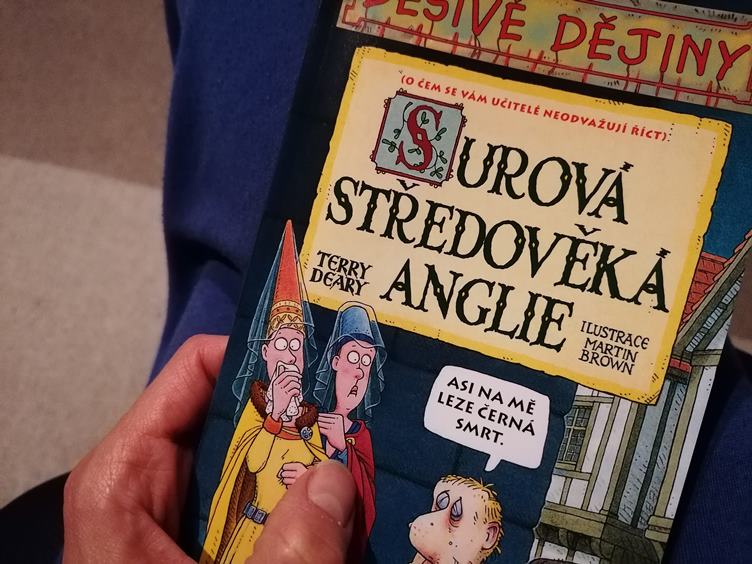 DĚSIVÉ DĚJINY
(O ČEM SE VÁM UČITELÉ NEODVAŽUJÍ ŘÍCT)
SUROVÁ
STŘEDOVĚKÁ
ANGLIE
TERRY
DEARY
ILUSTRACE
MARTIN
BROWN
ASI NA MĚ
LEZE ČERNÁ
SMRT.